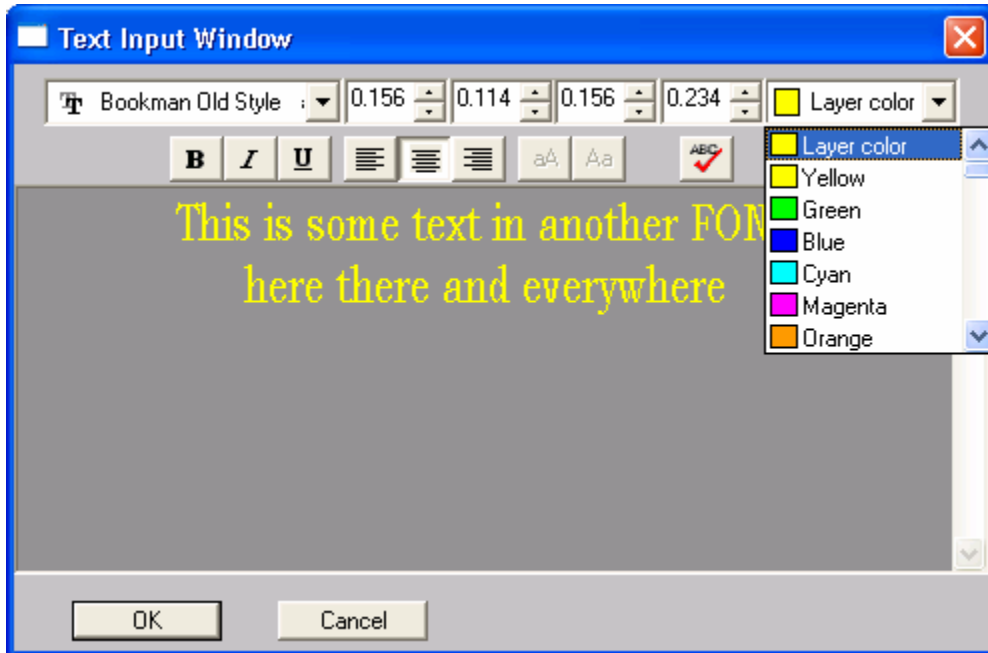 Text Input Window
Bookman Old Style 0.156 0.114 0.156 0.234 Layer color
B I U aA Aa ABC
Layer color
Yellow
Green
Blue
Cyan
Magenta
Orange
This is some text in another
here there and everywhere
OK Cancel